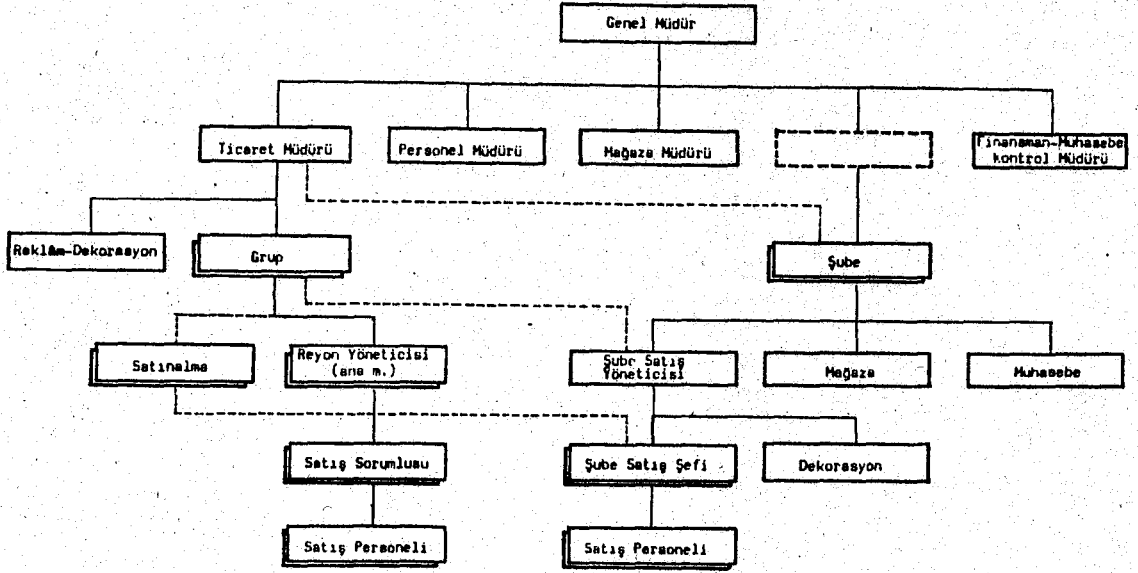 Genel Müdür
Ticaret Müdürü
Personel Müdürü
Mağaza Müdürü
Finansman-Muhasebe
kontrol Müdürü
Reklâm-Dekorasyon
Grup
Şube
Satınalma
Reyon Yöneticisi
(ana m.)
Şube Satış
Yöneticisi
Mağaza
Muhasebe
Satış Sorumlusu
Şube Satış Şefi
Dekorasyon
Satış Personeli
Satış Personeli